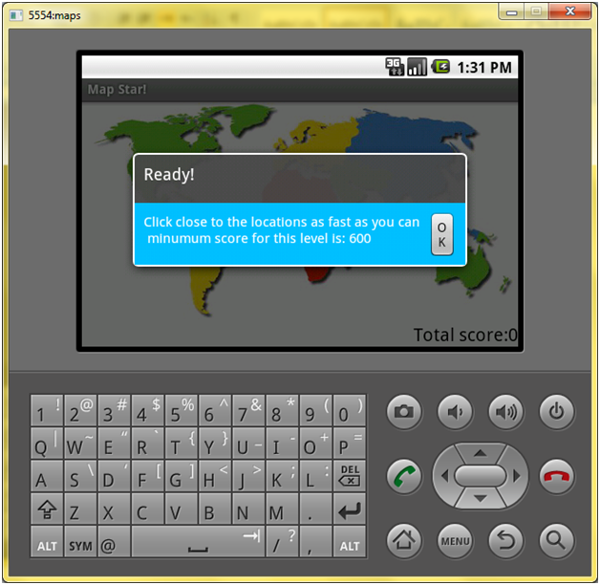 5554:maps
3G 1:31 PM
Map Star!
Ready!
Click close to the locations as fast as you can
minumum score for this level is: 600
O
K
Total score:0
1 ! 2 @ 3 # 4 $ 5 % 6 ^ 7 & 8 * 9 ( 0 )
Q | W ~ E “ R ` T { Y } U _ I - O + P =
A S \ D ' F [ G ] H < J > K ; L : DEL
Z X C V B N M .
ALT SYM @ / ? , ALT
MENU